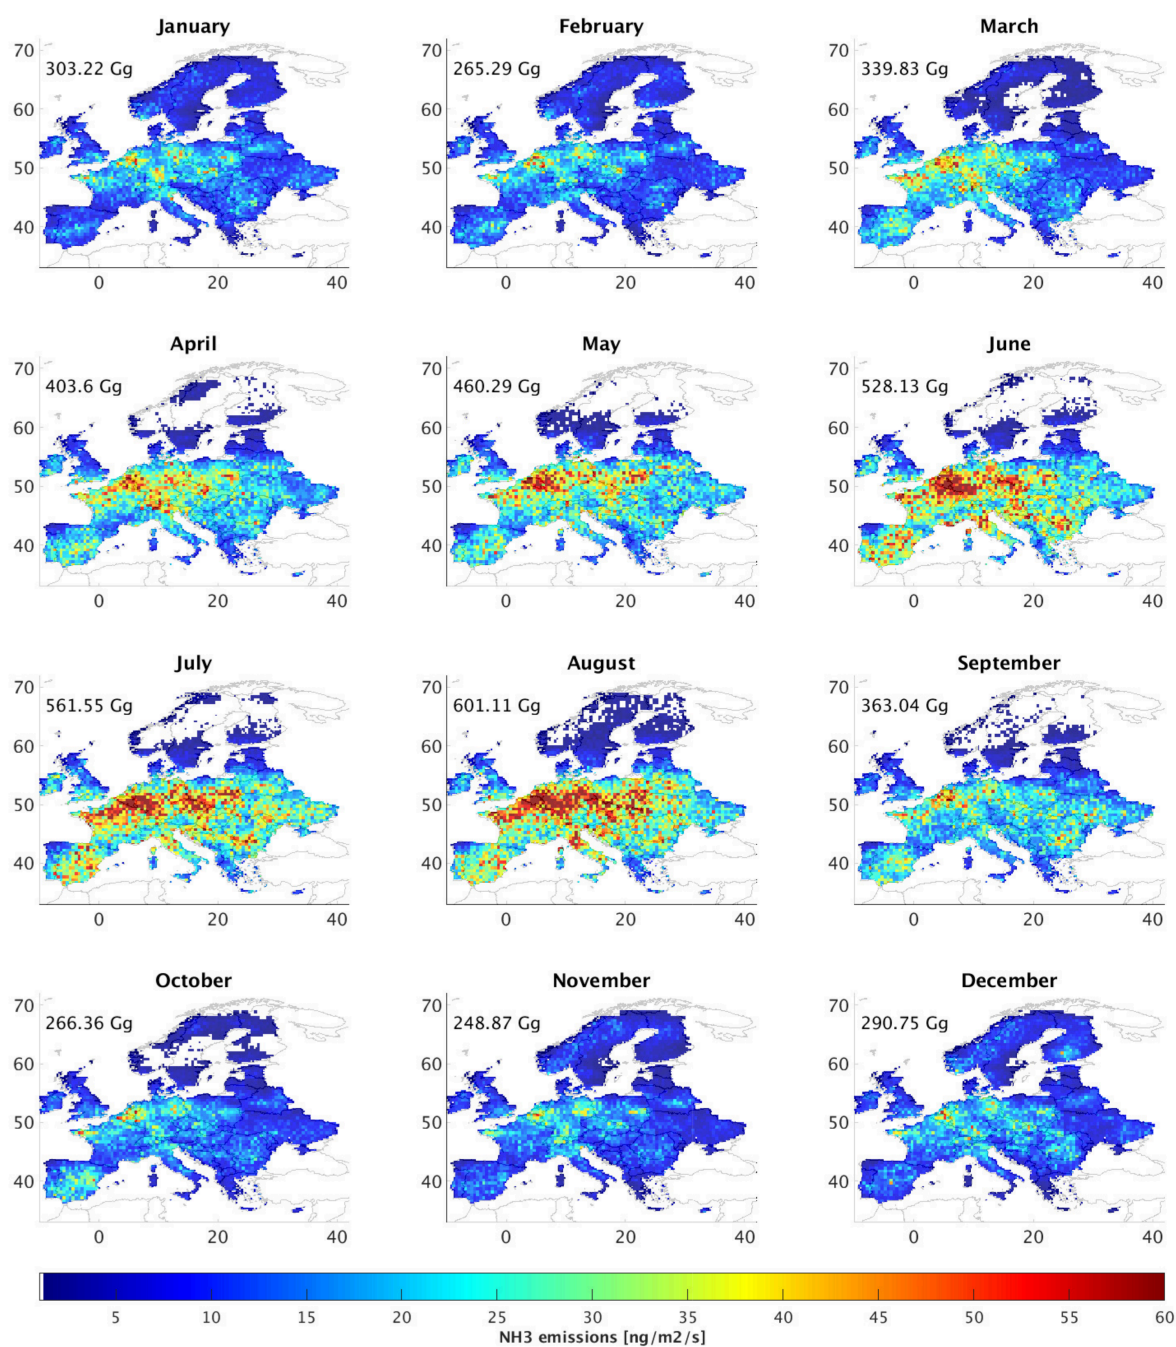 January February March
70 70 70
303.22 Gg 265.29 Gg 339.83 Gg
60 60 60
50 50 50
40 40 40
0 20 40 0 20 40 0 20 40
April May June
70 70 70
403.6 Gg 460.29 Gg 528.13 Gg
60 60 60
50 50 50
40 40 40
0 20 40 0 20 40 0 20 40
July August September
70 70 70
561.55 Gg 601.11 Gg 363.04 Gg
60 60 60
50 50 50
40 40 40
0 20 40 0 20 40 0 20 40
October November December
70 70 70
266.36 Gg 248.87 Gg 290.75 Gg
60 60 60
50 50 50
40 40 40
0 20 40 0 20 40 0 20 40
5 10 15 20 25 30 35 40 45 50 55 60
NH3 emissions [ng/m2/s]